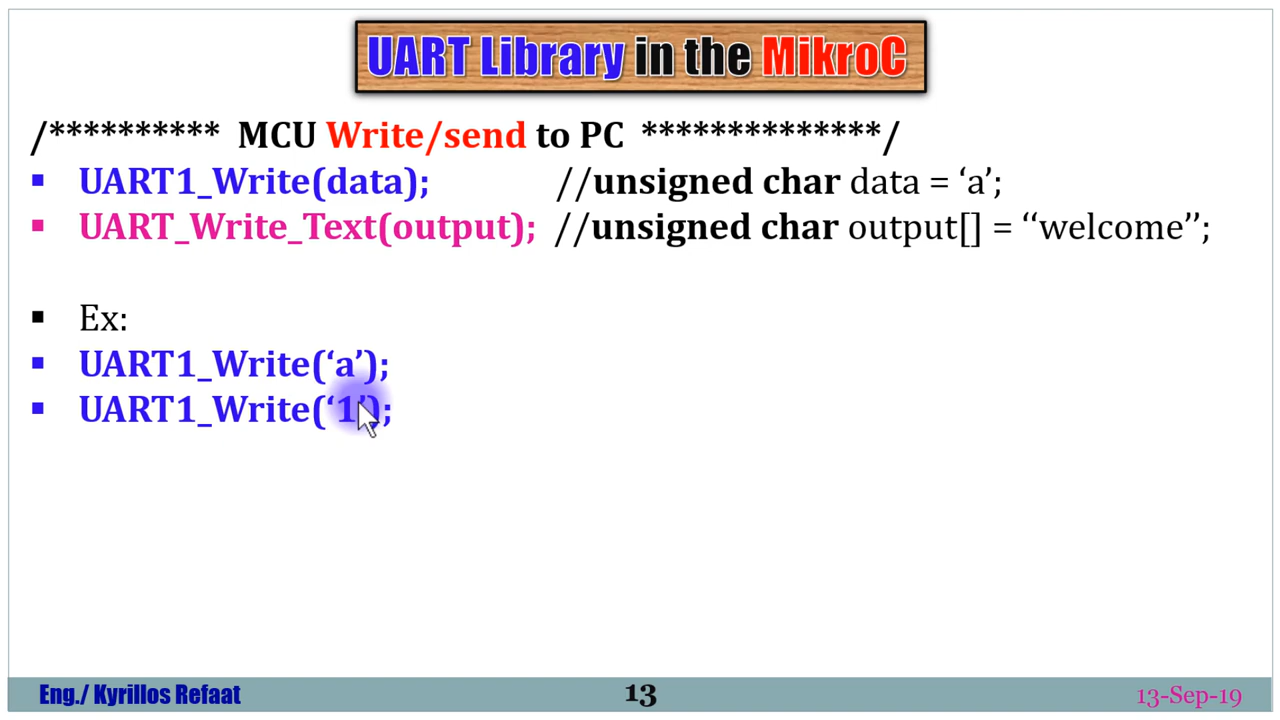 UART Library in the MikroC
/********** MCU Write/send to PC **************/
▪ UART1_Write(data); //unsigned char data = ‘a’;
▪ UART_Write_Text(output); //unsigned char output[] = ‘‘welcome’’;
▪ Ex:
▪ UART1_Write(‘a’);
▪ UART1_Write(‘1’);
Eng./ Kyrillos Refaat 13 13-Sep-19